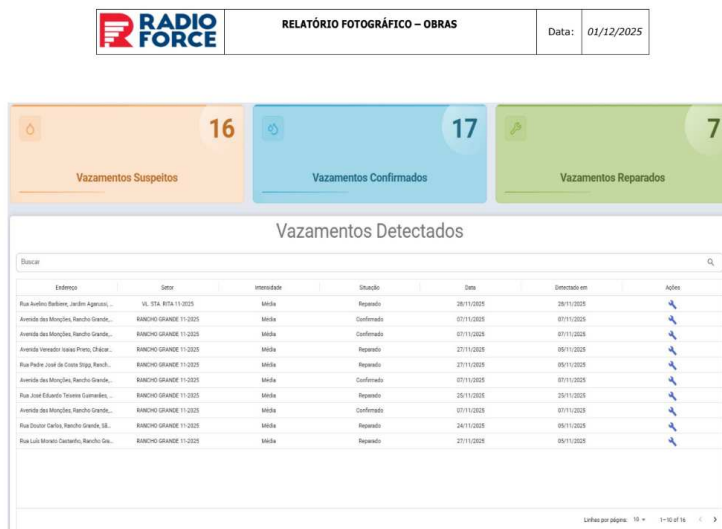 RADIO
FORCE
RELATÓRIO FOTOGRÁFICO – OBRAS
Data: 01/12/2025
16
17
7
Vazamentos Suspeitos
Vazamentos Confirmados
Vazamentos Reparados
Vazamentos Detectados
Buscar
Endereço Setor Intensidade Situação Data Detectado em Ações
Rua Avelino Barbiere, Jardim Agarussi, ... VL. STA. RITA 11-2025 Média Reparado 28/11/2025 28/11/2025
Avenida das Monções, Rancho Grande,... RANCHO GRANDE 11-2025 Média Confirmado 07/11/2025 07/11/2025
Avenida das Monções, Rancho Grande,... RANCHO GRANDE 11-2025 Média Confirmado 07/11/2025 07/11/2025
Avenida Vereador Isaias Prieto, Chácar... RANCHO GRANDE 11-2025 Média Reparado 27/11/2025 05/11/2025
Rua Padre José da Costa Stipp, Ranch... RANCHO GRANDE 11-2025 Média Reparado 27/11/2025 05/11/2025
Avenida das Monções, Rancho Grande,... RANCHO GRANDE 11-2025 Média Confirmado 07/11/2025 07/11/2025
Rua José Eduardo Teixeira Guimarães, ... RANCHO GRANDE 11-2025 Média Reparado 25/11/2025 25/11/2025
Avenida das Monções, Rancho Grande,... RANCHO GRANDE 11-2025 Média Confirmado 07/11/2025 07/11/2025
Rua Doutor Carlos, Rancho Grande, Sã... RANCHO GRANDE 11-2025 Média Reparado 24/11/2025 05/11/2025
Rua Luís Morato Castanho, Rancho Gra... RANCHO GRANDE 11-2025 Média Reparado 27/11/2025 05/11/2025
Linhas por página: 10 1–10 of 16